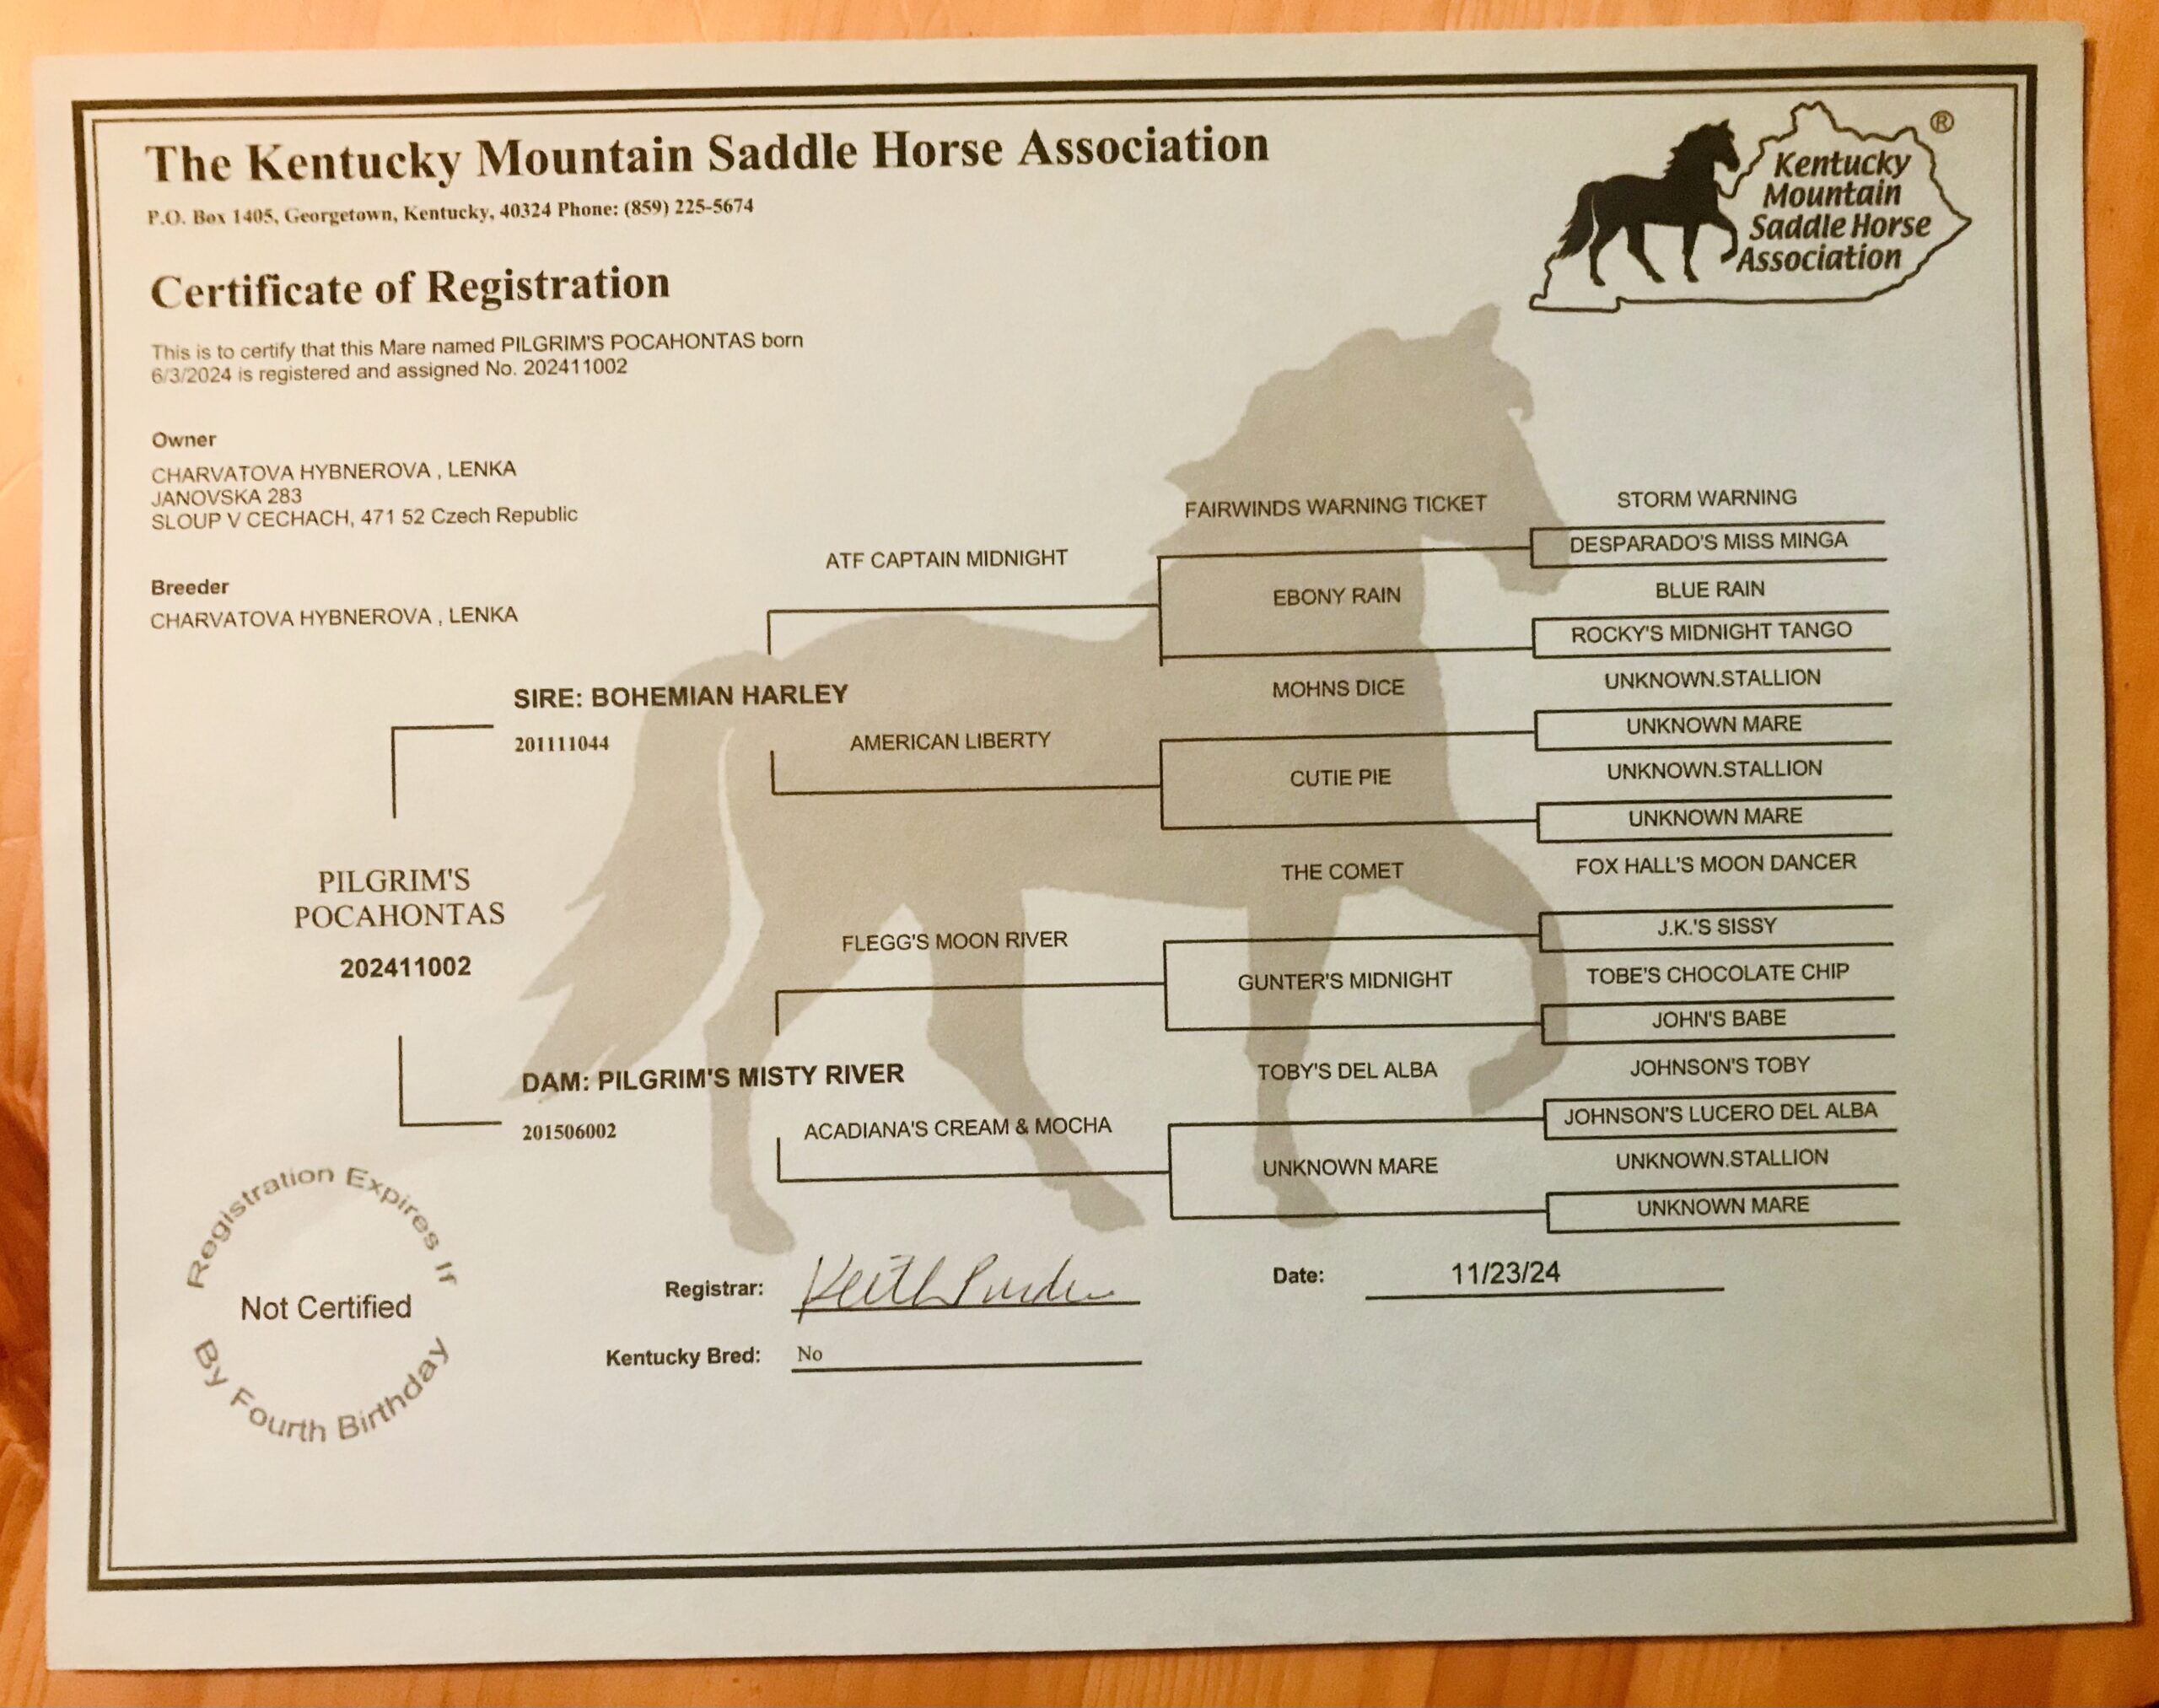 The Kentucky Mountain Saddle Horse Association
P.O. Box 1405, Georgetown, Kentucky, 40324 Phone: (859) 225-5674
®
Kentucky
Mountain
Saddle Horse
Association
Certificate of Registration
This is to certify that this Mare named PILGRIM'S POCAHONTAS born
6/3/2024 is registered and assigned No. 202411002
Owner
CHARVATOVA HYBNEROVA , LENKA
JANOVSKA 283
SLOUP V CECHACH, 471 52 Czech Republic
Breeder
CHARVATOVA HYBNEROVA , LENKA
PILGRIM'S
POCAHONTAS
202411002
SIRE: BOHEMIAN HARLEY
201111044
DAM: PILGRIM'S MISTY RIVER
201506002
ATF CAPTAIN MIDNIGHT
AMERICAN LIBERTY
FLEGG'S MOON RIVER
ACADIANA'S CREAM & MOCHA
FAIRWINDS WARNING TICKET
EBONY RAIN
MOHNS DICE
CUTIE PIE
THE COMET
GUNTER'S MIDNIGHT
TOBY'S DEL ALBA
UNKNOWN MARE
STORM WARNING
DESPARADO'S MISS MINGA
BLUE RAIN
ROCKY'S MIDNIGHT TANGO
UNKNOWN.STALLION
UNKNOWN MARE
UNKNOWN.STALLION
UNKNOWN MARE
FOX HALL'S MOON DANCER
J.K.'S SISSY
TOBE'S CHOCOLATE CHIP
JOHN'S BABE
JOHNSON'S TOBY
JOHNSON'S LUCERO DEL ALBA
UNKNOWN.STALLION
UNKNOWN MARE
Registration Expires If
Not Certified
By Fourth Birthday
Registrar: Keith
Date: 11/23/24
Kentucky Bred: No